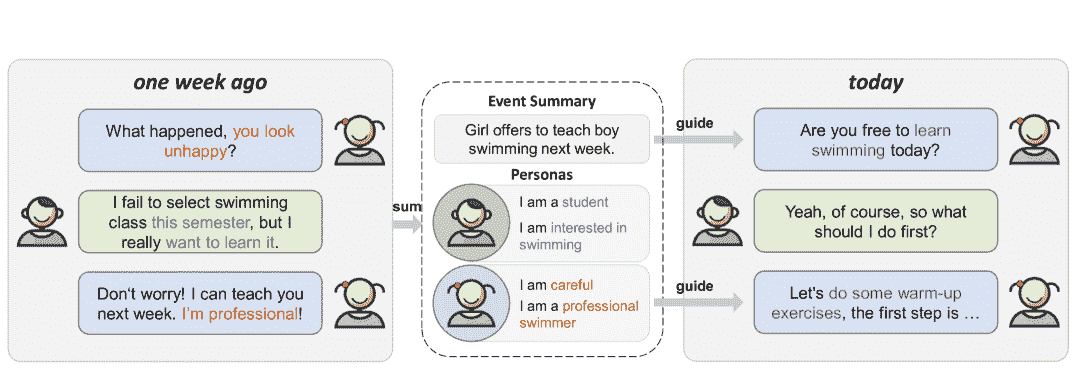 one week ago
What happened, you look
unhappy?
I fail to select swimming
class this semester, but I
really want to learn it.
Don't worry! I can teach you
next week. I'm professional!
sum
Event Summary
Girl offers to teach boy
swimming next week.
Personas
I am a student
I am interested in
swimming
I am careful
I am a professional
swimmer
guide
guide
today
Are you free to learn
swimming today?
Yeah, of course, so what
should I do first?
Let's do some warm-up
exercises, the first step is ...